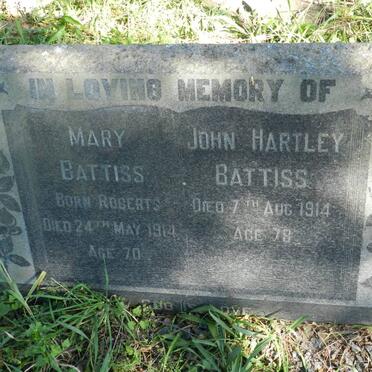 IN LOVING MEMORY OF
MARY
BATTISS
BORN ROBERTS
DIED 24TH MAY 1914
AGE 70
JOHN HARTLEY
BATTISS
DIED 7TH AUG 1914
AGE 78